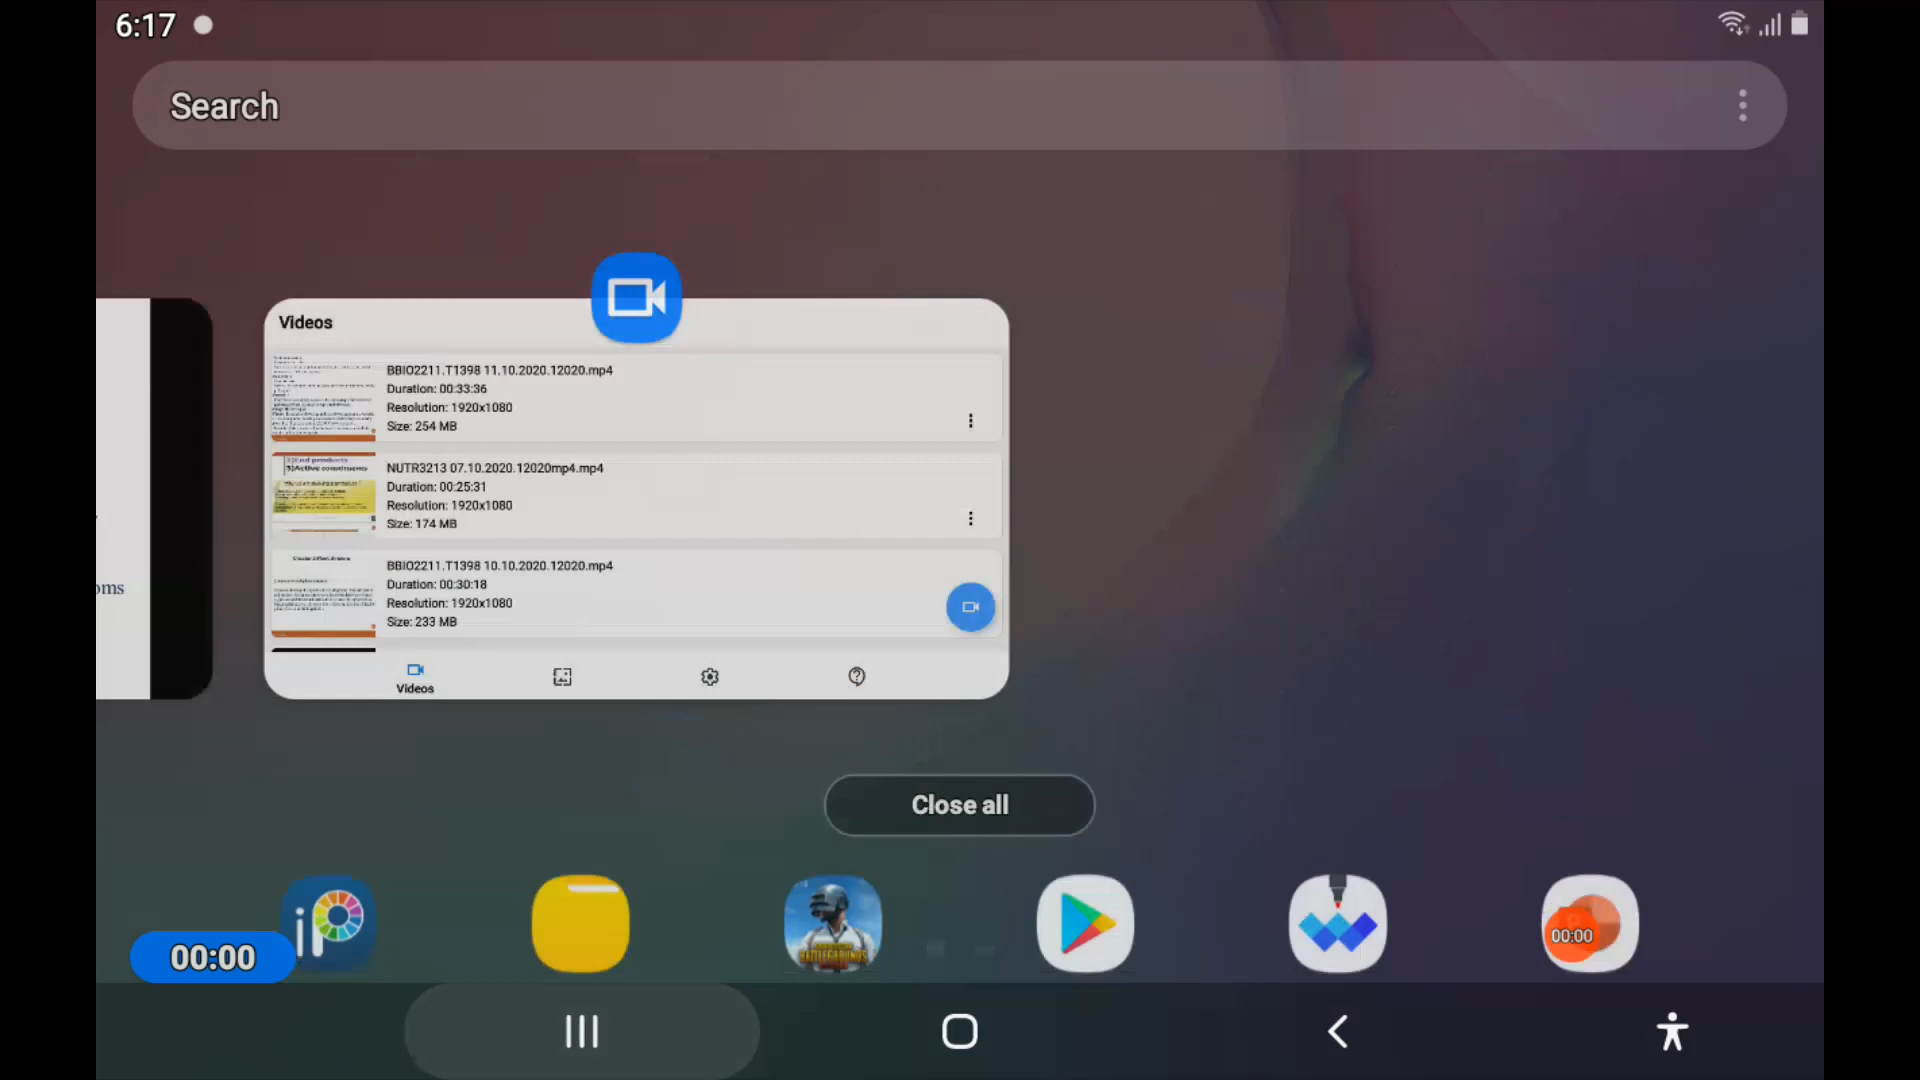 6:17
Search
oms
Videos
BBIO2211.T1398 11.10.2020.12020.mp4
Duration: 00:33:36
Resolution: 1920x1080
Size: 254 MB
NUTR3213 07.10.2020.12020mp4.mp4
Duration: 00:25:31
Resolution: 1920x1080
Size: 174 MB
BBIO2211.T1398 10.10.2020.12020.mp4
Duration: 00:30:18
Resolution: 1920x1080
Size: 233 MB
Videos
Close all
iP
BATTLEGROUNDS
00:00
00:00